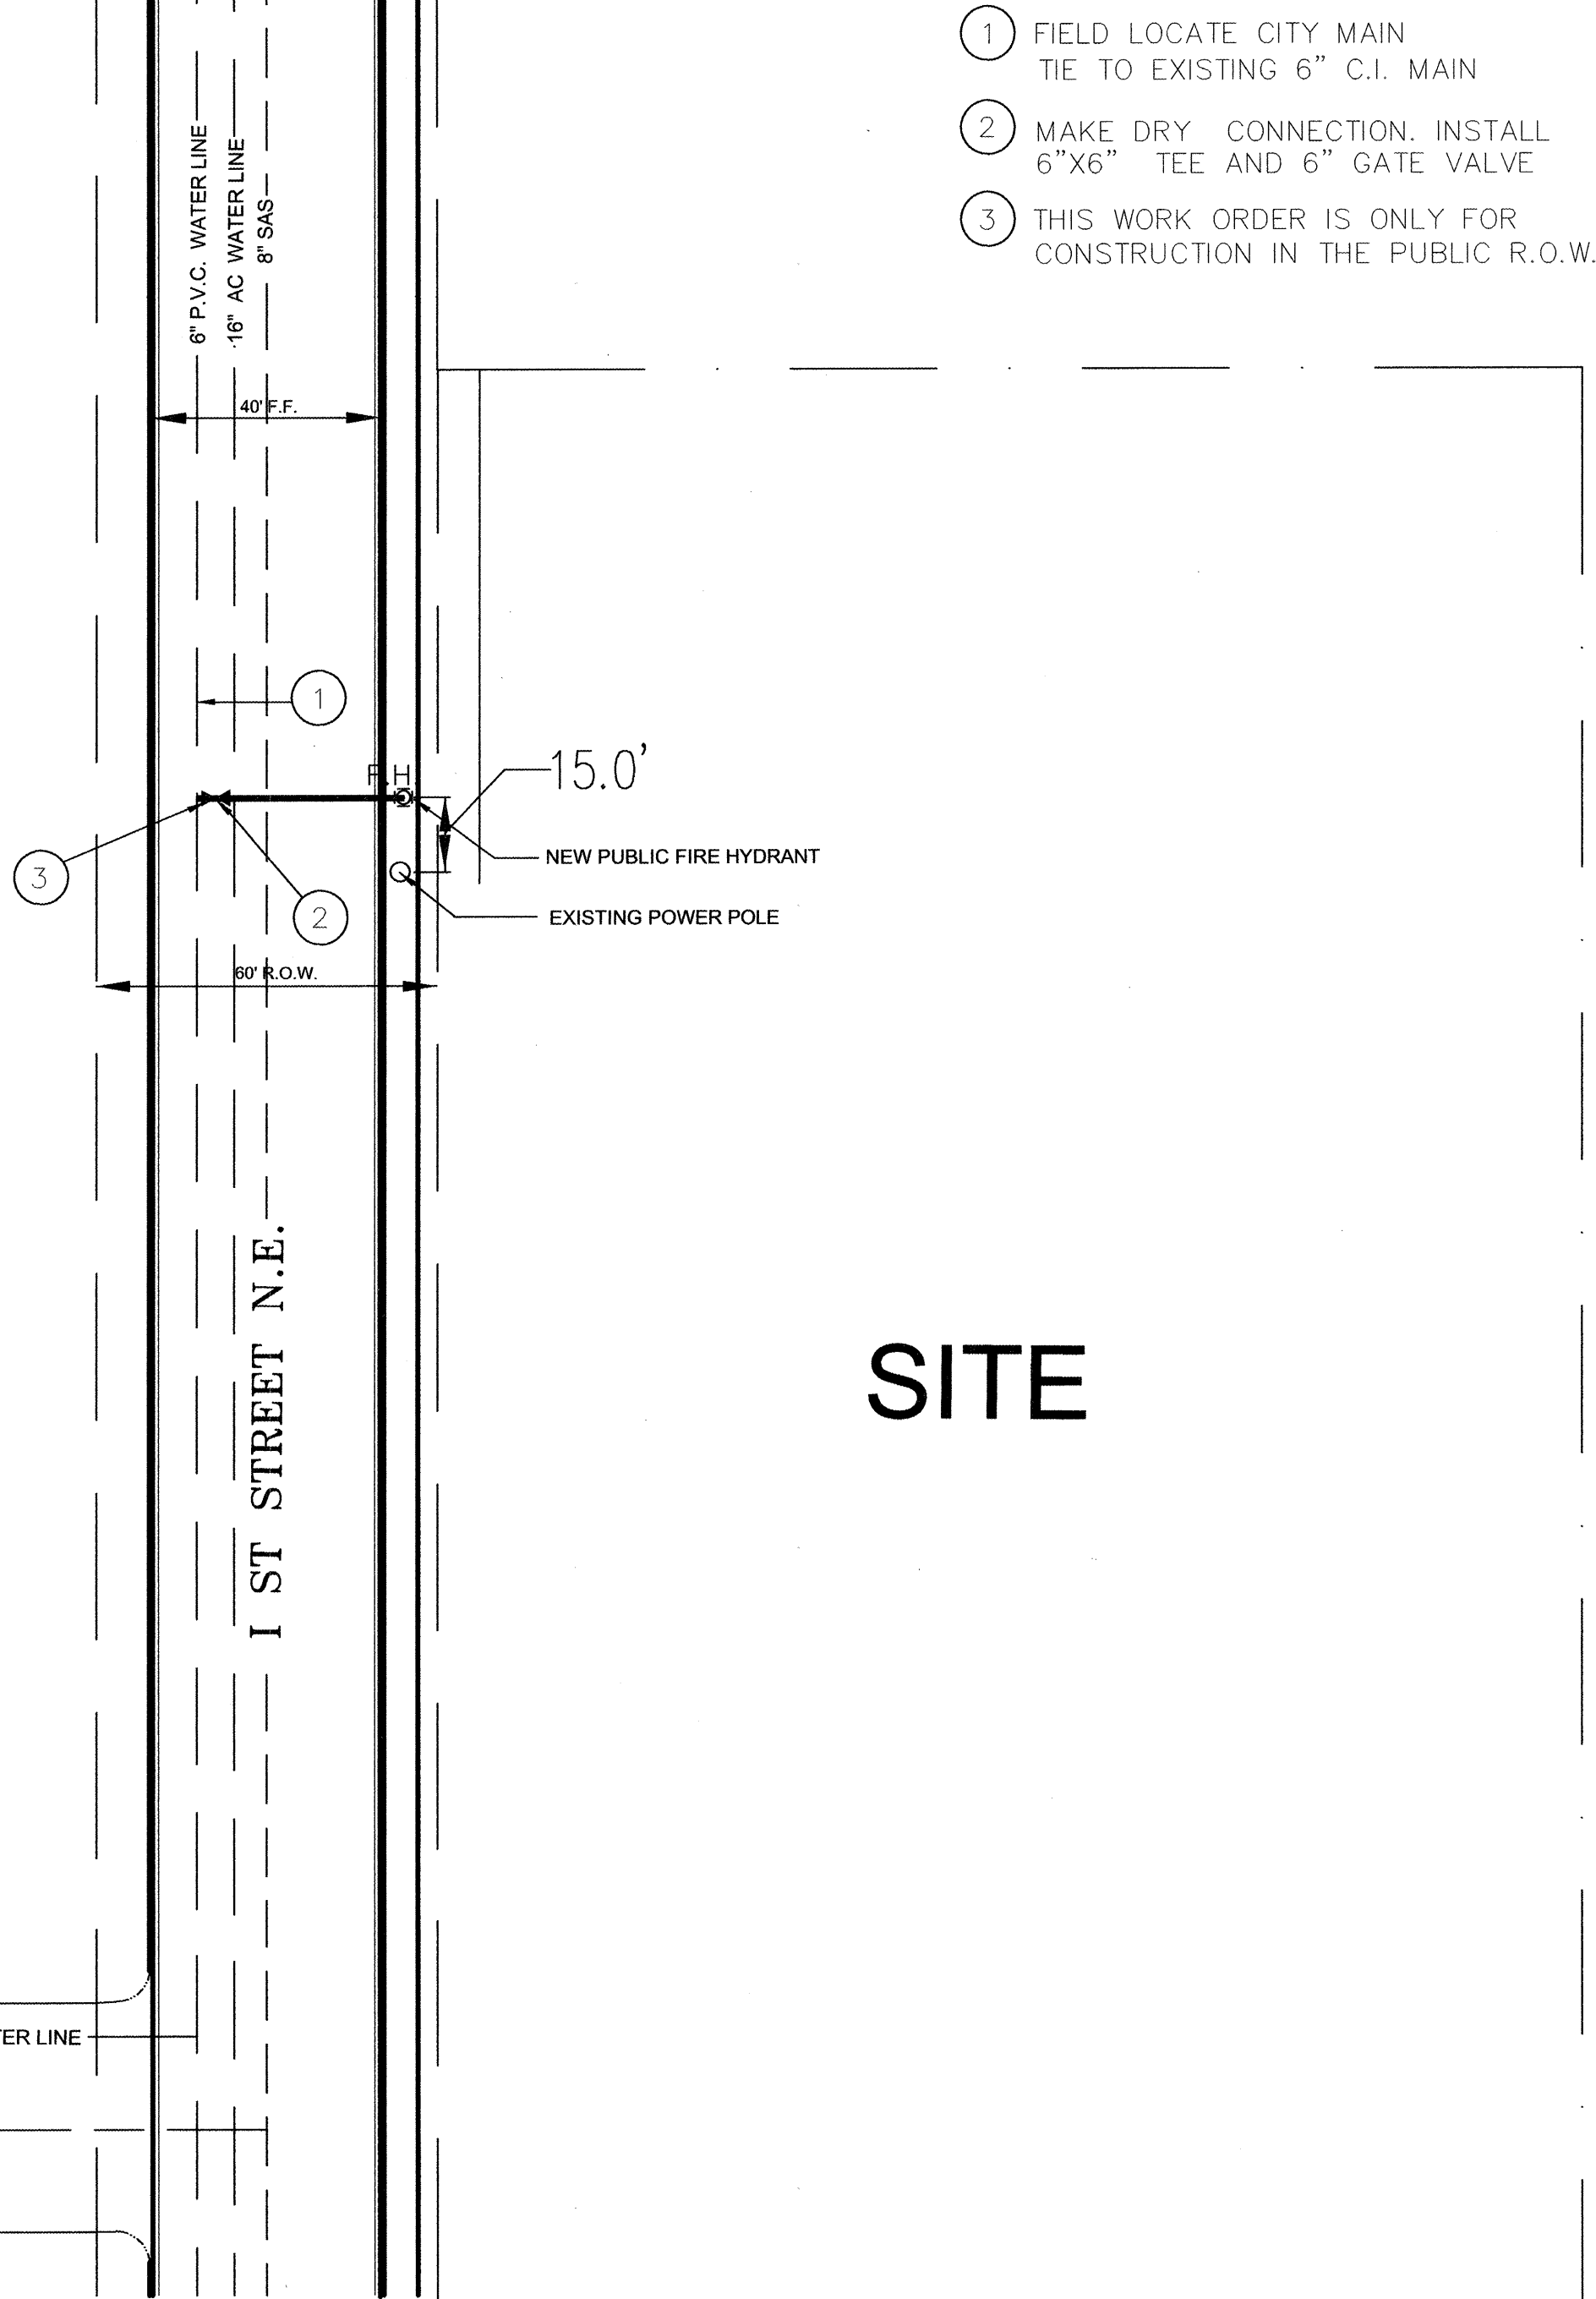 1 FIELD LOCATE CITY MAIN
TIE TO EXISTING 6" C.I. MAIN
2 MAKE DRY CONNECTION. INSTALL
6"X6" TEE AND 6" GATE VALVE
3 THIS WORK ORDER IS ONLY FOR
CONSTRUCTION IN THE PUBLIC R.O.W.
6" P.V.C. WATER LINE
16" AC WATER LINE
8" SAS
40' F.F.
1
F.H.
15.0'
NEW PUBLIC FIRE HYDRANT
3
2
EXISTING POWER POLE
60' R.O.W.
I ST STREET N.E.
SITE
TER LINE